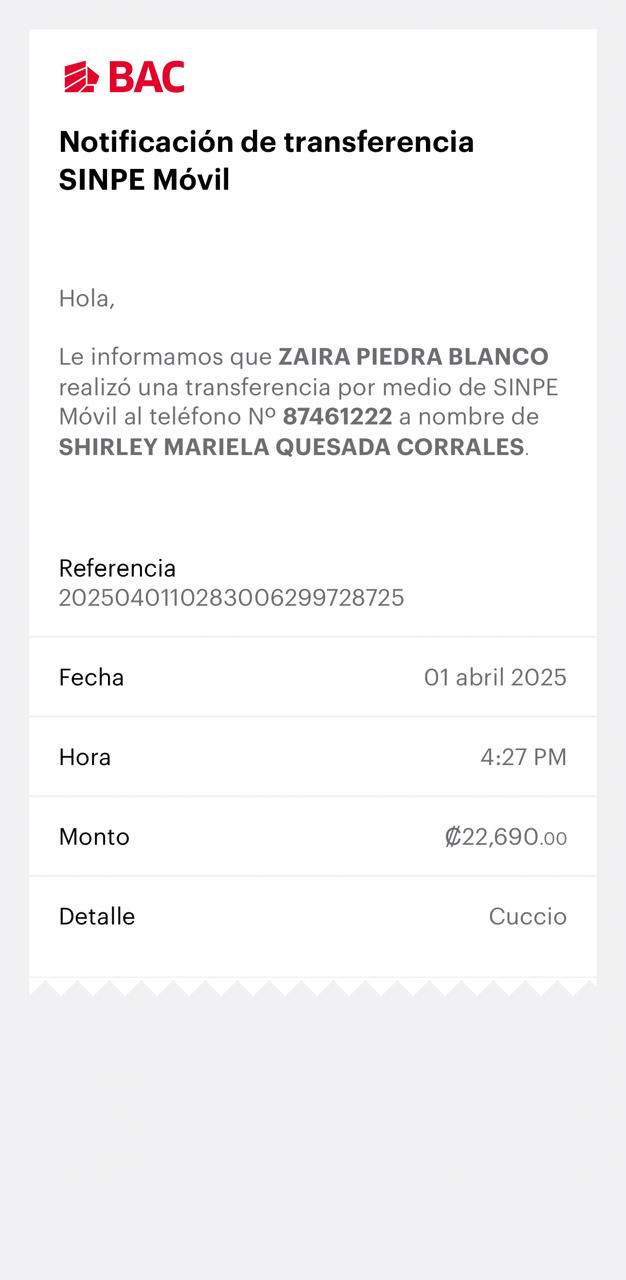 BAC
Notificación de transferencia
SINPE Móvil
Hola,
Le informamos que ZAIRA PIEDRA BLANCO
realizó una transferencia por medio de SINPE
Móvil al teléfono Nº 87461222 a nombre de
SHIRLEY MARIELA QUESADA CORRALES.
Referencia
2025040110283006299728725
Fecha 01 abril 2025
Hora 4:27 PM
Monto ₡22,690.00
Detalle Cuccio